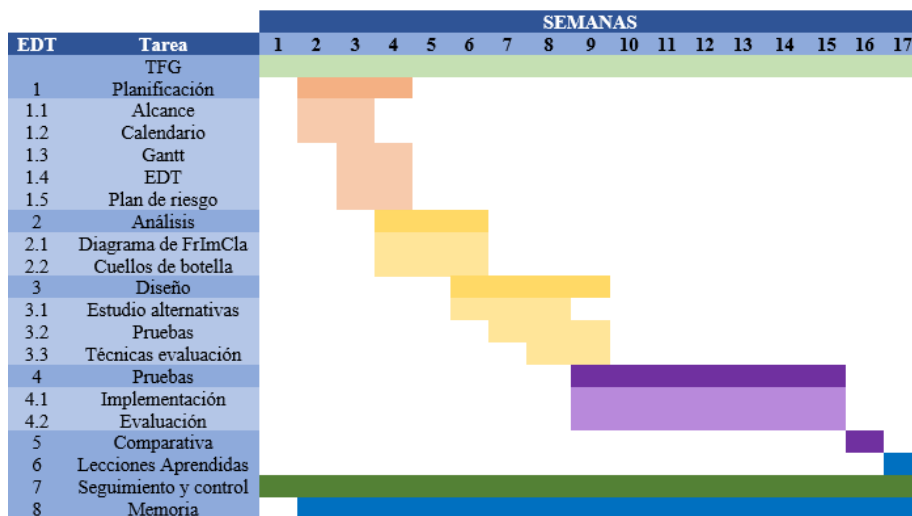 SEMANAS
EDT Tarea 1 2 3 4 5 6 7 8 9 10 11 12 13 14 15 16 17
TFG
1 Planificación
1.1 Alcance
1.2 Calendario
1.3 Gantt
1.4 EDT
1.5 Plan de riesgo
2 Análisis
2.1 Diagrama de FrImCla
2.2 Cuellos de botella
3 Diseño
3.1 Estudio alternativas
3.2 Pruebas
3.3 Técnicas evaluación
4 Pruebas
4.1 Implementación
4.2 Evaluación
5 Comparativa
6 Lecciones Aprendidas
7 Seguimiento y control
8 Memoria